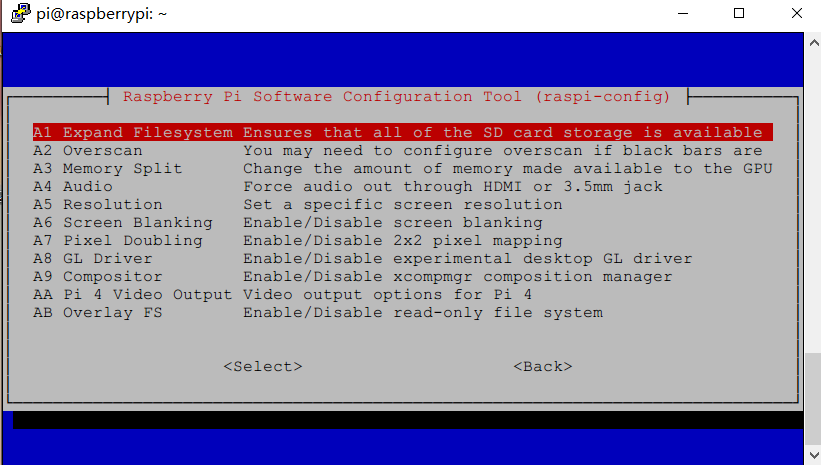 pi@raspberrypi: ~
Raspberry Pi Software Configuration Tool (raspi-config)
A1 Expand Filesystem Ensures that all of the SD card storage is available
A2 Overscan You may need to configure overscan if black bars are
A3 Memory Split Change the amount of memory made available to the GPU
A4 Audio Force audio out through HDMI or 3.5mm jack
A5 Resolution Set a specific screen resolution
A6 Screen Blanking Enable/Disable screen blanking
A7 Pixel Doubling Enable/Disable 2x2 pixel mapping
A8 GL Driver Enable/Disable experimental desktop GL driver
A9 Compositor Enable/Disable xcompmgr composition manager
AA Pi 4 Video Output Video output options for Pi 4
AB Overlay FS Enable/Disable read-only file system
<Select> <Back>